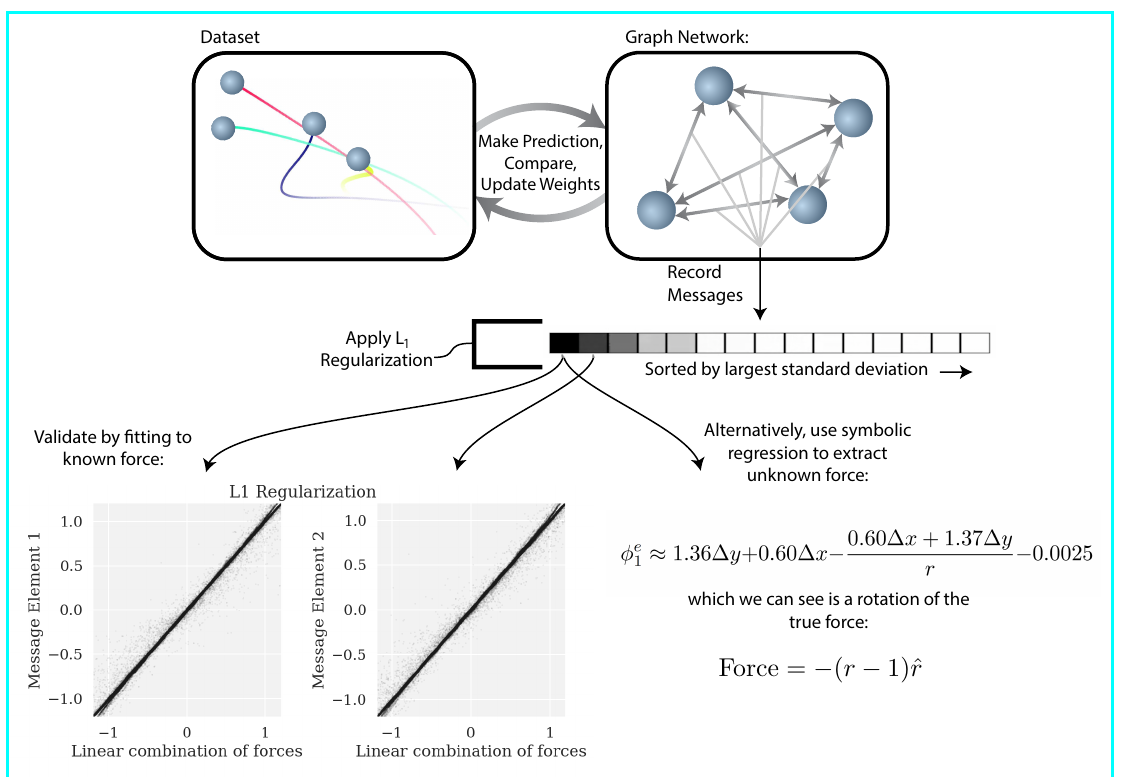 Dataset
Graph Network:
Make Prediction,
Compare,
Update Weights
Record
Messages
Apply L₁
Regularization
Sorted by largest standard deviation
Validate by fitting to
known force:
Alternatively, use symbolic
regression to extract
unknown force:
L1 Regularization
Message Element 1
1.0
0.5
0.0
−0.5
−1.0
−1 0 1
Linear combination of forces
Message Element 2
1.0
0.5
0.0
−0.5
−1.0
−1 0 1
Linear combination of forces
ϕ₁ᵉ ≈ 1.36Δy+0.60Δx− (0.60Δx + 1.37Δy)/r −0.0025
which we can see is a rotation of the
true force:
Force = −(r − 1)r̂